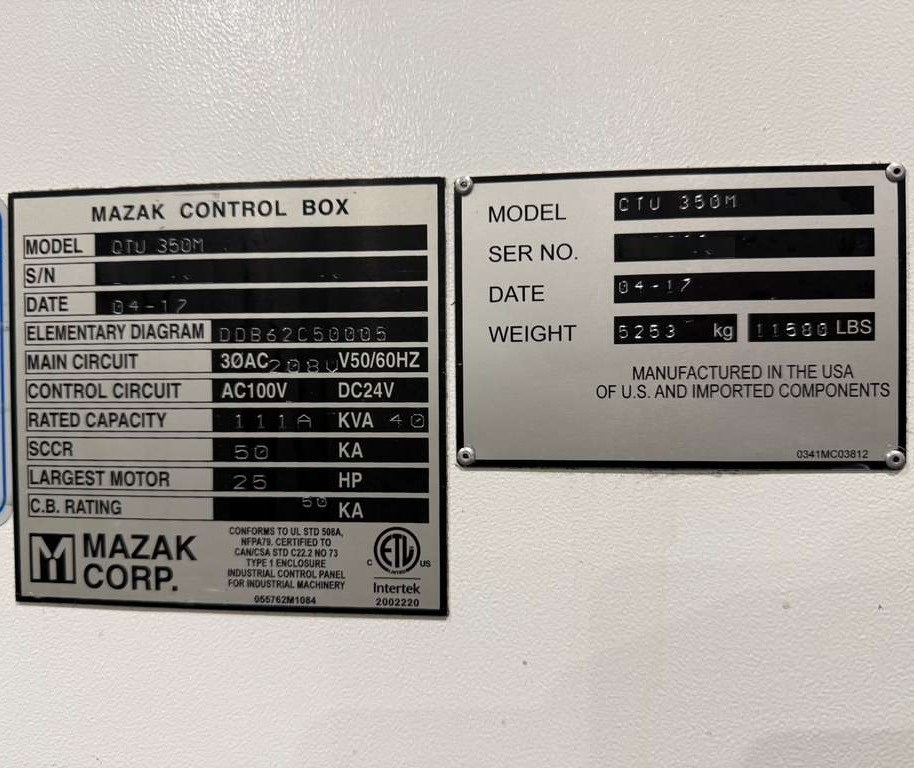 MAZAK CONTROL BOX
MODEL QTU 350M
S/N
DATE 04-17
ELEMENTARY DIAGRAM DDB62C50005
MAIN CIRCUIT 3ØAC 208V V50/60HZ
CONTROL CIRCUIT AC100V DC24V
RATED CAPACITY 111A KVA 40
SCCR 50 KA
LARGEST MOTOR 25 HP
C.B. RATING 50 KA
MAZAK
CORP.
CONFORMS TO UL STD 508A,
NFPA79. CERTIFIED TO
CAN/CSA STD C22.2 NO 73
TYPE 1 ENCLOSURE
INDUSTRIAL CONTROL PANEL
FOR INDUSTRIAL MACHINERY
055762M1084
C ETL US
Intertek
2002220
MODEL QTU 350M
SER NO.
DATE 04-17
WEIGHT 5253 kg 11580 LBS
MANUFACTURED IN THE USA
OF U.S. AND IMPORTED COMPONENTS
0341MC03812